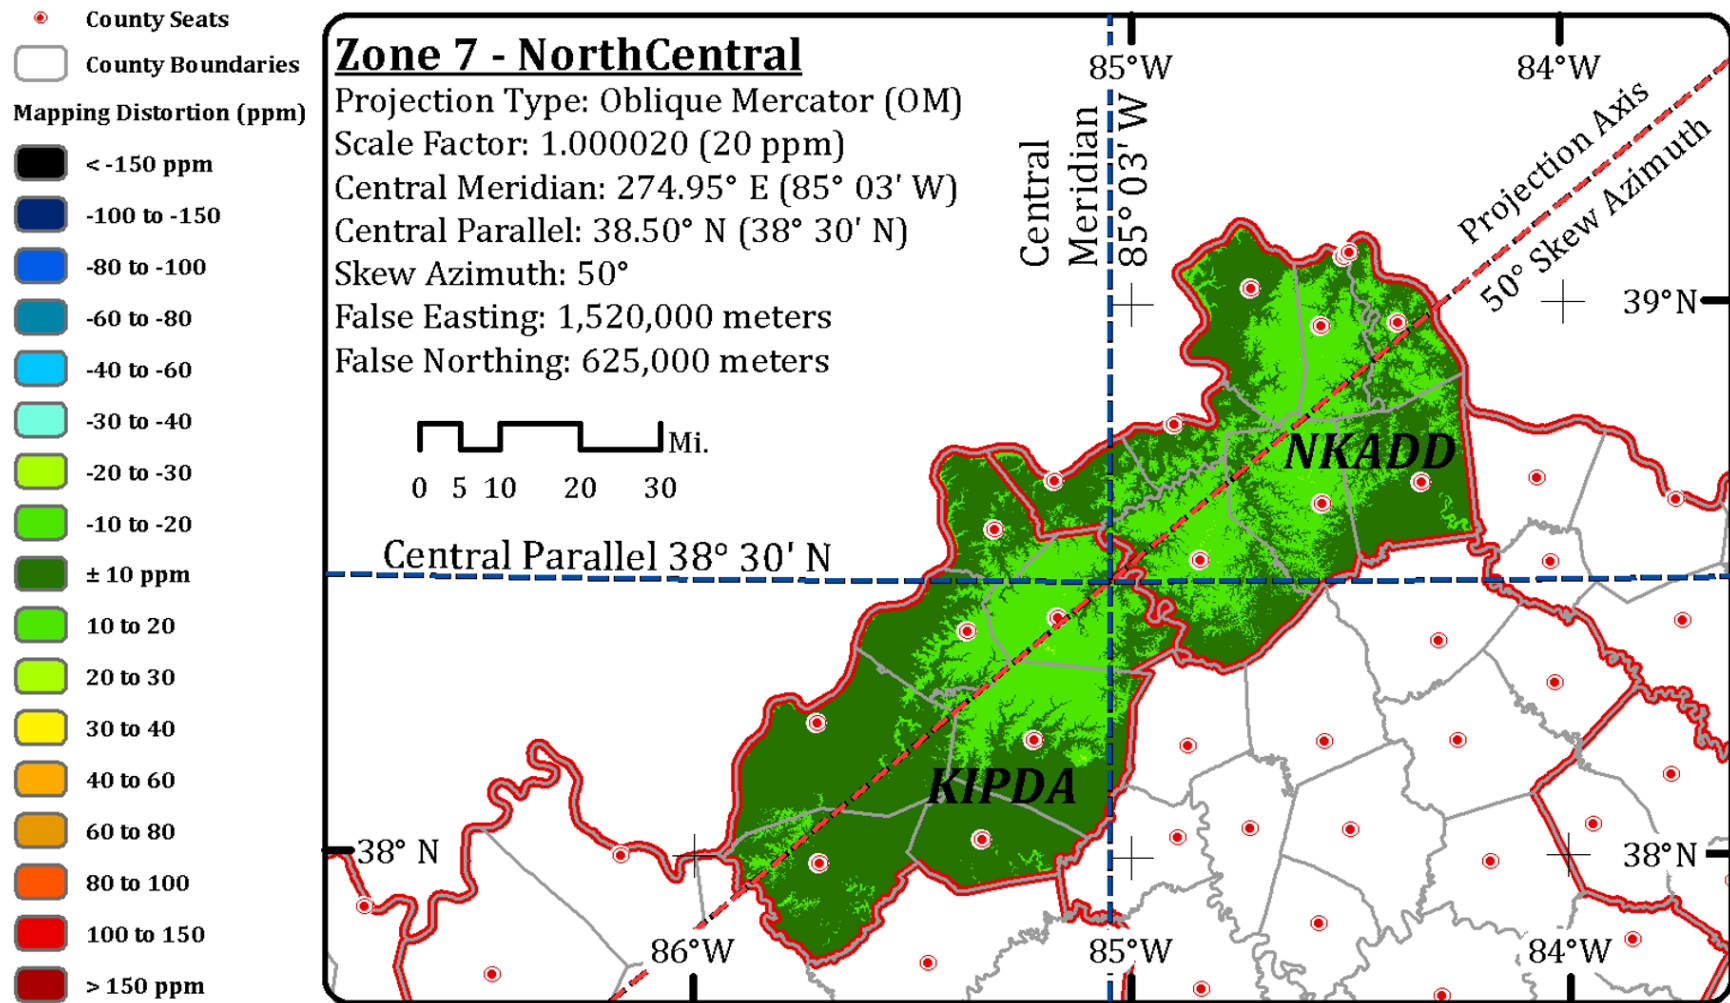 County Seats
County Boundaries
Mapping Distortion (ppm)
< -150 ppm
-100 to -150
-80 to -100
-60 to -80
-40 to -60
-30 to -40
-20 to -30
-10 to -20
± 10 ppm
10 to 20
20 to 30
30 to 40
40 to 60
60 to 80
80 to 100
100 to 150
> 150 ppm
Zone 7 - NorthCentral
Projection Type: Oblique Mercator (OM)
Scale Factor: 1.000020 (20 ppm)
Central Meridian: 274.95° E (85° 03' W)
Central Parallel: 38.50° N (38° 30' N)
Skew Azimuth: 50°
False Easting: 1,520,000 meters
False Northing: 625,000 meters
Mi.
0 5 10 20 30
85°W
84°W
Central
Meridian
85° 03' W
Projection Axis
50° Skew Azimuth
39°N
NKADD
Central Parallel 38° 30' N
KIPDA
38° N
38°N
86°W
85°W
84°W